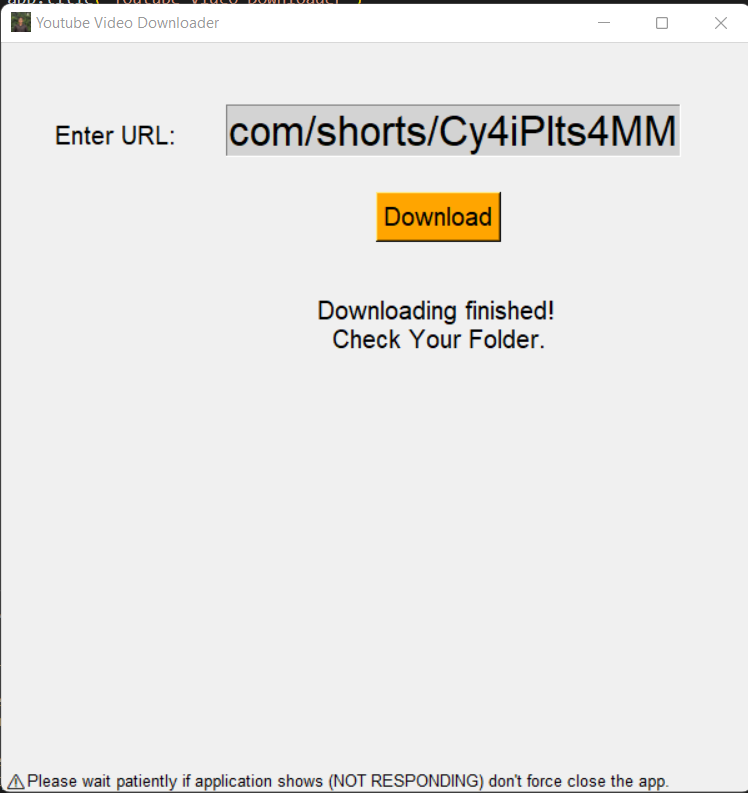 Youtube Video Downloader
Enter URL:
com/shorts/Cy4iPIts4MM
Download
Downloading finished!
Check Your Folder.
⚠Please wait patiently if application shows (NOT RESPONDING) don't force close the app.